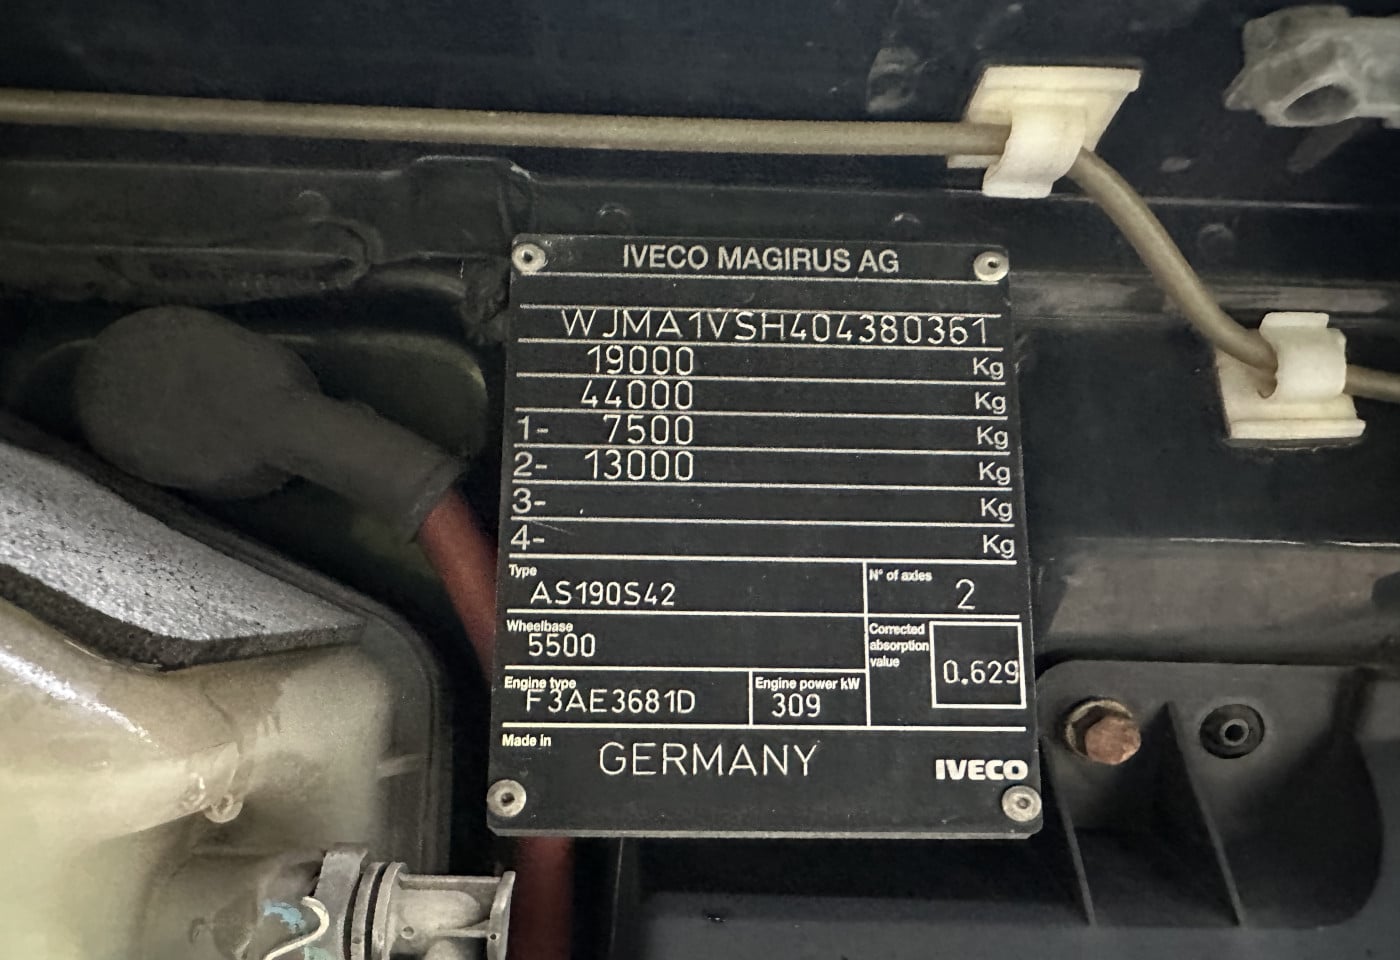 IVECO MAGIRUS AG
WJMA1VSH404380361
19000 Kg
44000 Kg
1- 7500 Kg
2- 13000 Kg
3- Kg
4- Kg
Type
AS190S42
N° of axles
2
Wheelbase
5500
Corrected
absorption
value
0.629
Engine type
F3AE3681D
Engine power kW
309
Made in
GERMANY
IVECO